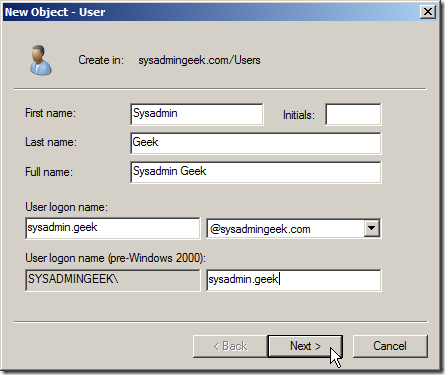 New Object - User
Create in: sysadmingeek.com/Users
First name: Sysadmin Initials:
Last name: Geek
Full name: Sysadmin Geek
User logon name:
sysadmin.geek @sysadmingeek.com
User logon name (pre-Windows 2000):
SYSADMINGEEK\ sysadmin.geek
< Back Next > Cancel